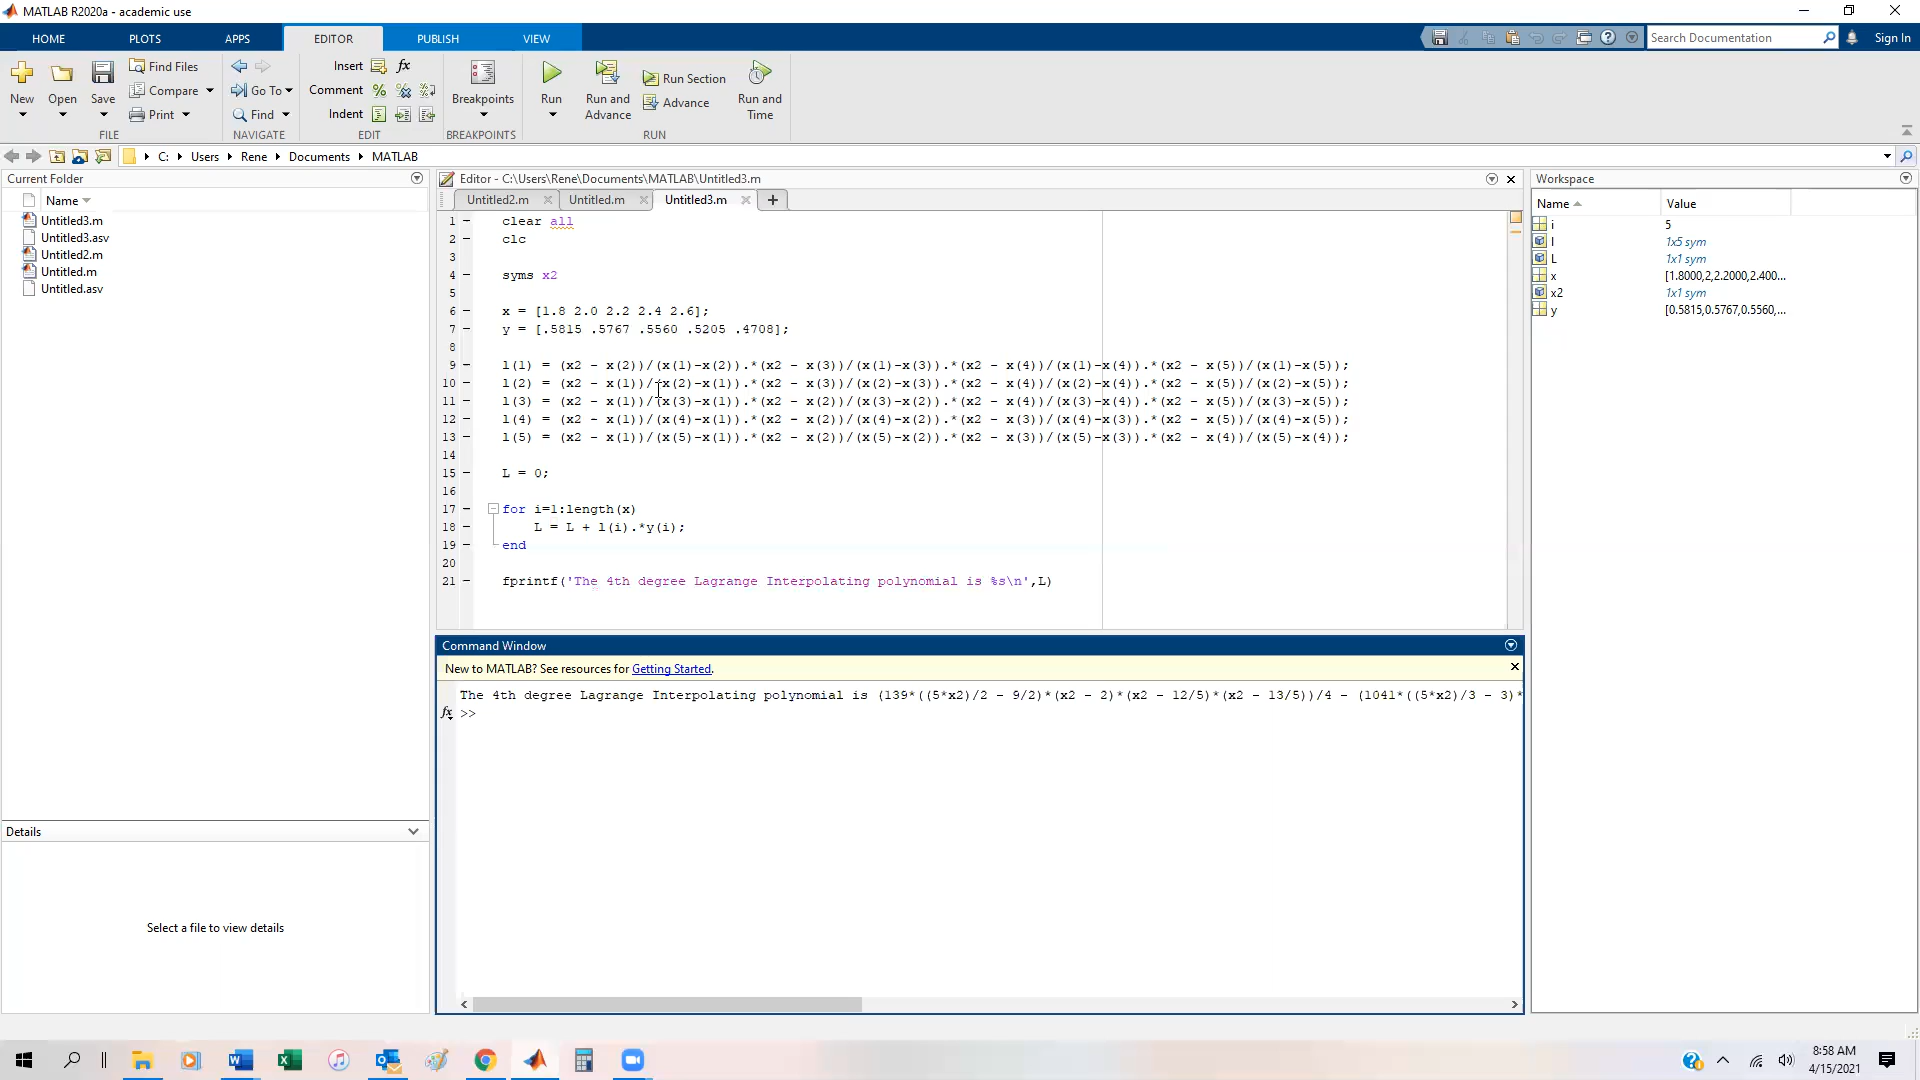 MATLAB R2020a - academic use
HOME PLOTS APPS EDITOR PUBLISH VIEW
Search Documentation
Sign In
New Open Save
Find Files
Compare
Print
FILE
Go To
Find
NAVIGATE
Insert fx
Comment
Indent
EDIT
Breakpoints
BREAKPOINTS
Run
Run and Advance
Run Section
Advance
Run and Time
RUN
C: Users Rene Documents MATLAB
Current Folder
Name
Untitled3.m
Untitled3.asv
Untitled2.m
Untitled.m
Untitled.asv
Details
Select a file to view details
Editor - C:\Users\Rene\Documents\MATLAB\Untitled3.m
Untitled2.m Untitled.m Untitled3.m
1 clear all
2 clc
3
4 syms x2
5
6 x = [1.8 2.0 2.2 2.4 2.6];
7 y = [.5815 .5767 .5560 .5205 .4708];
8
9 l(1) = (x2 - x(2))/(x(1)-x(2)).*(x2 - x(3))/(x(1)-x(3)).*(x2 - x(4))/(x(1)-x(4)).*(x2 - x(5))/(x(1)-x(5));
10 l(2) = (x2 - x(1))/(x(2)-x(1)).*(x2 - x(3))/(x(2)-x(3)).*(x2 - x(4))/(x(2)-x(4)).*(x2 - x(5))/(x(2)-x(5));
11 l(3) = (x2 - x(1))/(x(3)-x(1)).*(x2 - x(2))/(x(3)-x(2)).*(x2 - x(4))/(x(3)-x(4)).*(x2 - x(5))/(x(3)-x(5));
12 l(4) = (x2 - x(1))/(x(4)-x(1)).*(x2 - x(2))/(x(4)-x(2)).*(x2 - x(3))/(x(4)-x(3)).*(x2 - x(5))/(x(4)-x(5));
13 l(5) = (x2 - x(1))/(x(5)-x(1)).*(x2 - x(2))/(x(5)-x(2)).*(x2 - x(3))/(x(5)-x(3)).*(x2 - x(4))/(x(5)-x(4));
14
15 L = 0;
16
17 for i=1:length(x)
18 L = L + l(i).*y(i);
19 end
20
21 fprintf('The 4th degree Lagrange Interpolating polynomial is %s\n',L)
Command Window
New to MATLAB? See resources for Getting Started.
The 4th degree Lagrange Interpolating polynomial is (139*((5*x2)/2 - 9/2)*(x2 - 2)*(x2 - 12/5)*(x2 - 13/5))/4 - (1041*((5*x2)/3 - 3)*
fx >>
Workspace
Name Value
i 5
l 1x5 sym
L 1x1 sym
x [1.8000,2,2.2000,2.400...
x2 1x1 sym
y [0.5815,0.5767,0.5560,...
8:58 AM
4/15/2021